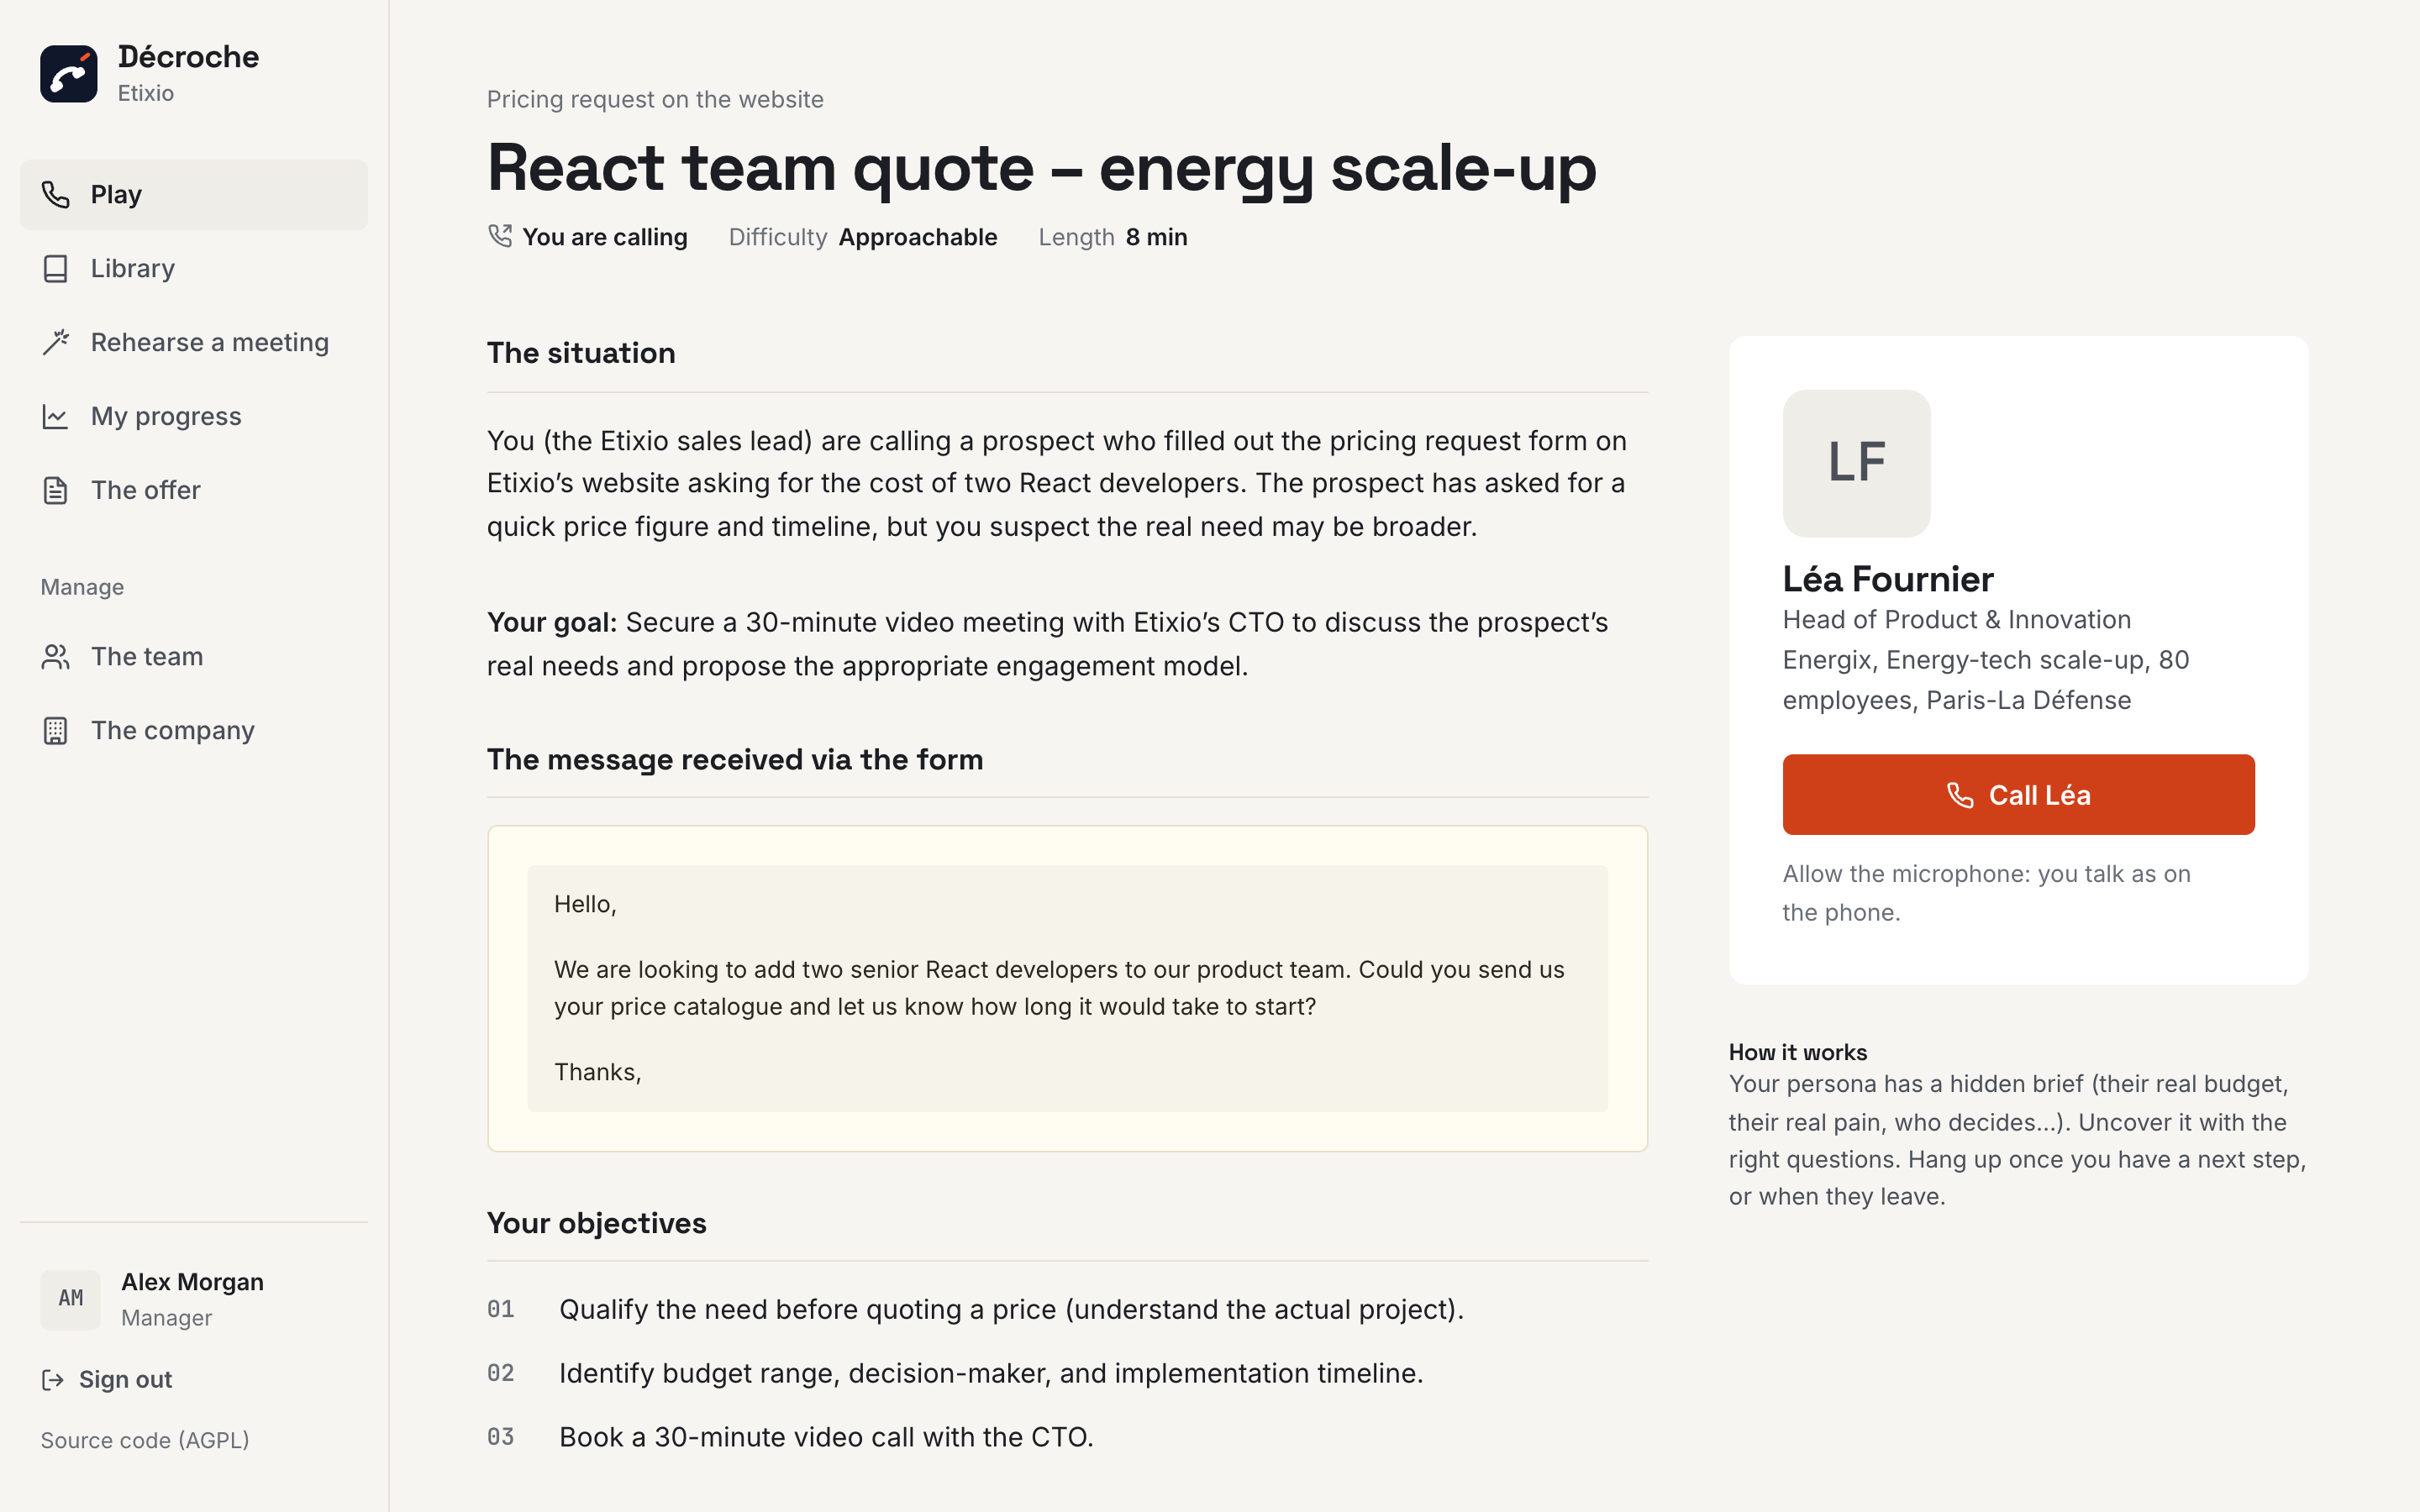 Décroche
Etixio
Play
Library
Rehearse a meeting
My progress
The offer
Manage
The team
The company
AM
Alex Morgan
Manager
Sign out
Source code (AGPL)
Pricing request on the website
React team quote – energy scale-up
You are calling Difficulty Approachable Length 8 min
The situation
You (the Etixio sales lead) are calling a prospect who filled out the pricing request form on
Etixio’s website asking for the cost of two React developers. The prospect has asked for a
quick price figure and timeline, but you suspect the real need may be broader.
Your goal: Secure a 30-minute video meeting with Etixio’s CTO to discuss the prospect’s
real needs and propose the appropriate engagement model.
The message received via the form
Hello,
We are looking to add two senior React developers to our product team. Could you send us
your price catalogue and let us know how long it would take to start?
Thanks,
Your objectives
01 Qualify the need before quoting a price (understand the actual project).
02 Identify budget range, decision-maker, and implementation timeline.
03 Book a 30-minute video call with the CTO.
LF
Léa Fournier
Head of Product & Innovation
Energix, Energy-tech scale-up, 80
employees, Paris-La Défense
Call Léa
Allow the microphone: you talk as on
the phone.
How it works
Your persona has a hidden brief (their real budget,
their real pain, who decides…). Uncover it with the
right questions. Hang up once you have a next step,
or when they leave.